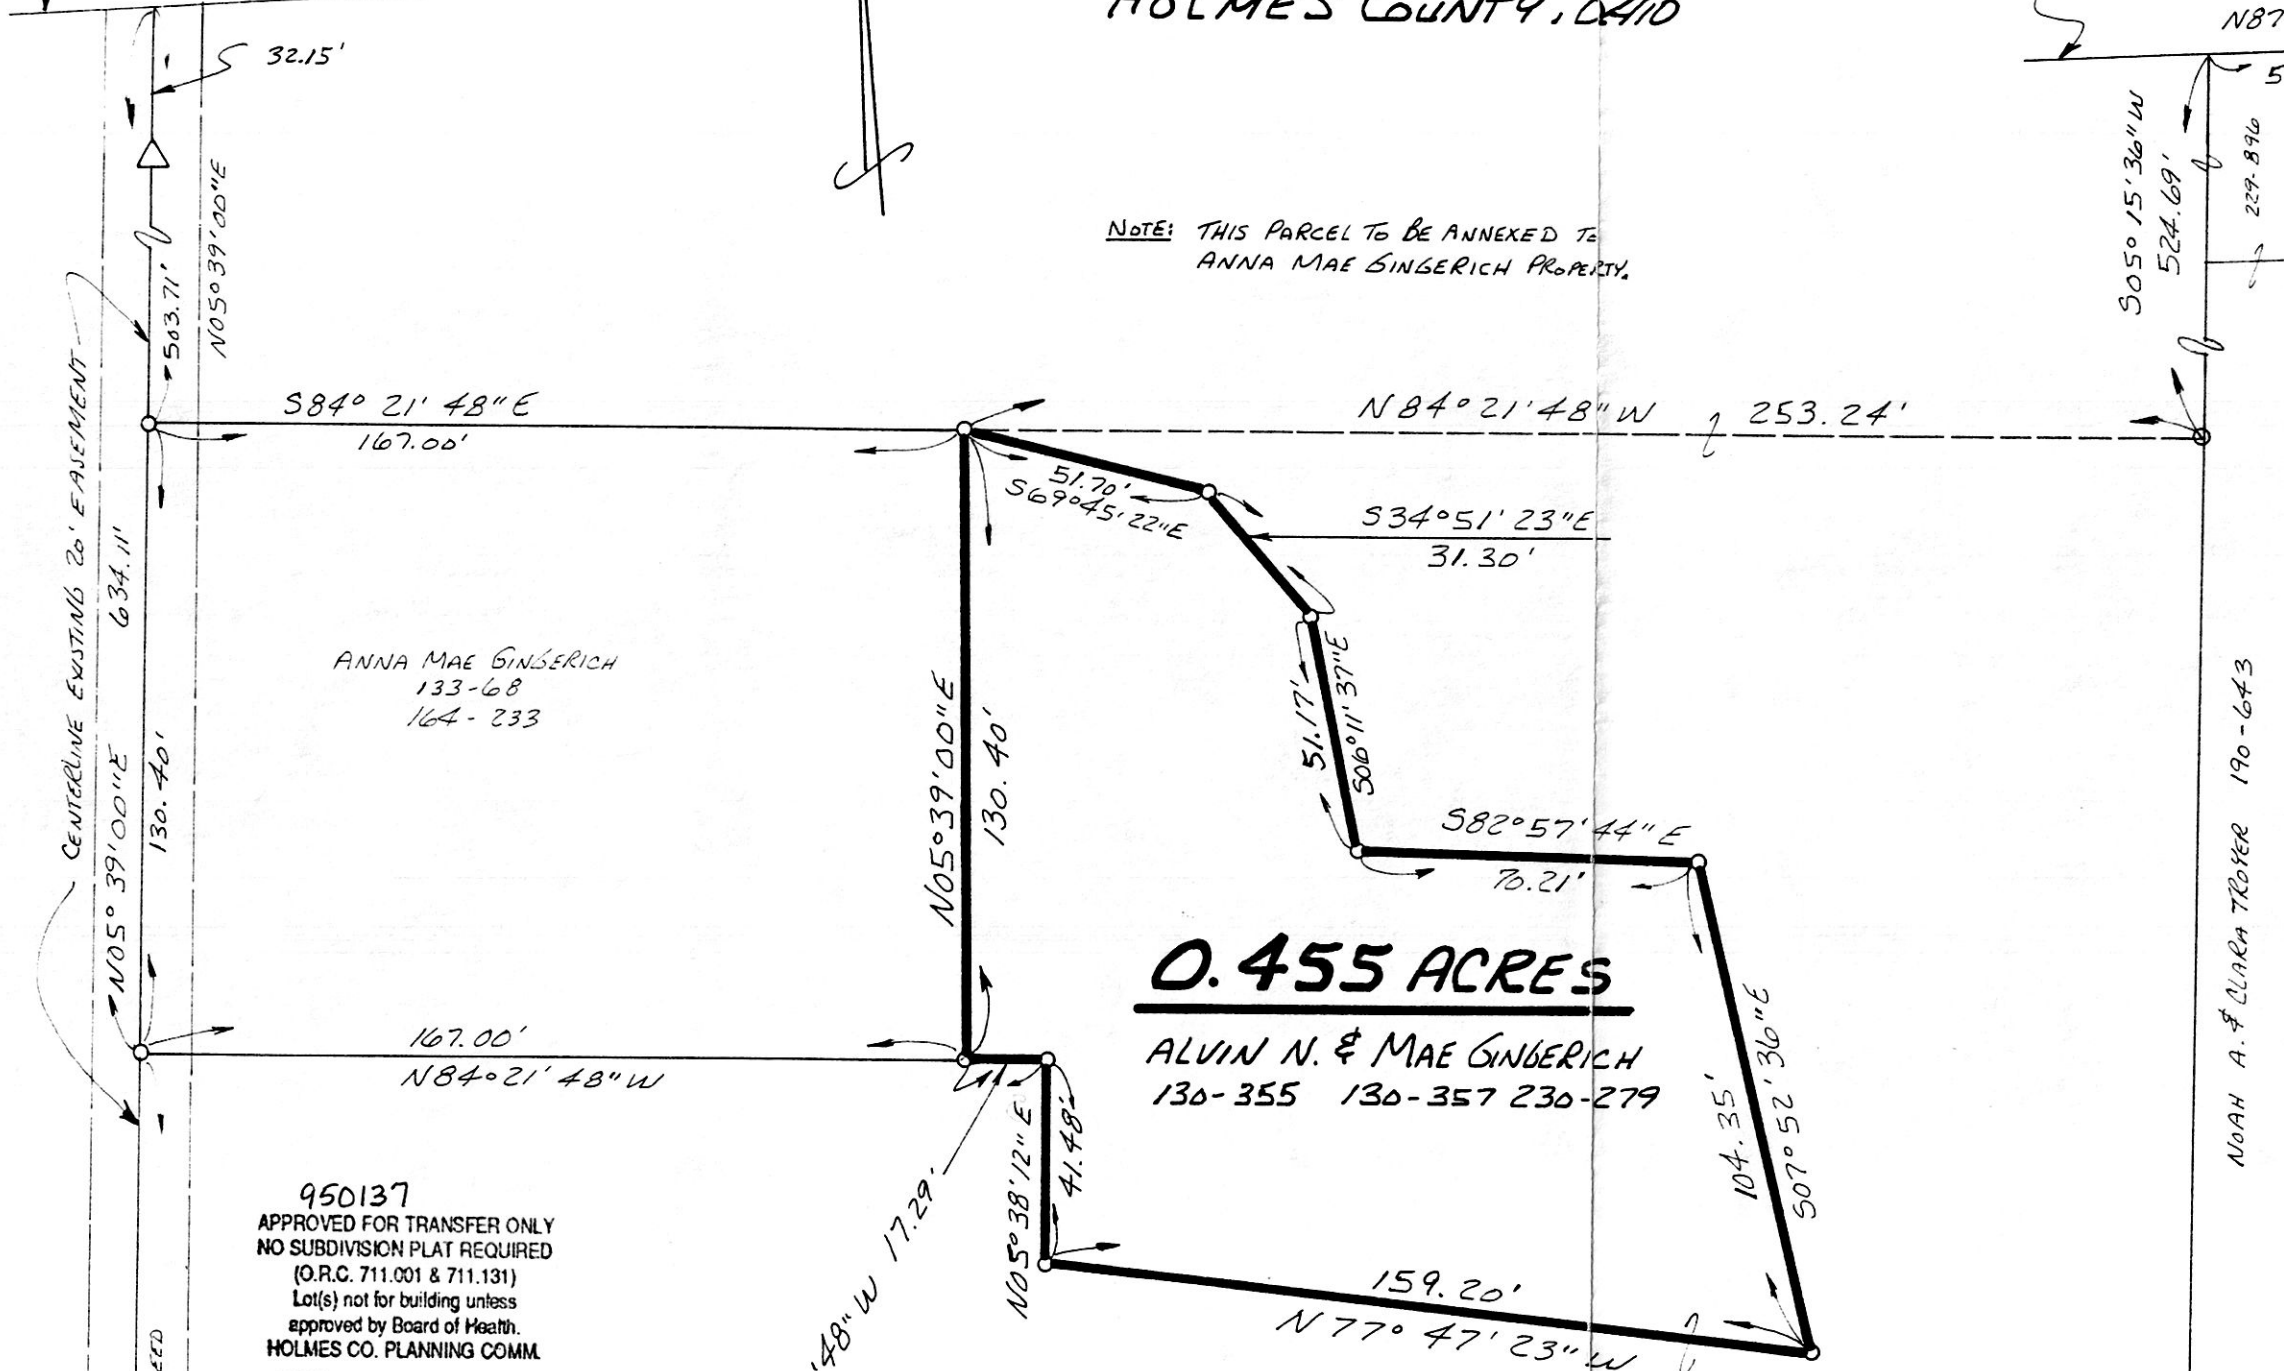 HOLMES COUNTY, OHIO
N87
32.15'
5
S05° 15' 36" W
524.69'
229-896
N05° 39' 00" E
503.71'
NOTE: THIS PARCEL TO BE ANNEXED TO
ANNA MAE GINGERICH PROPERTY.
CENTERLINE EXISTING 20' EASEMENT
S84° 21' 48" E
167.00'
N84° 21' 48" W 253.24'
51.70'
S69° 45' 22" E
S34° 51' 23" E
31.30'
634.11'
N05° 39' 00" E
130.40'
ANNA MAE GINGERICH
133-68
164-233
N05° 39' 00" E
130.40'
51.17'
S06° 11' 37" E
S82° 57' 44" E
70.21'
NOAH A. & CLARA TROYER 190-643
0.455 ACRES
ALVIN N. & MAE GINGERICH
130-355 130-357 230-279
104.35'
S07° 52' 36" E
167.00'
N84° 21' 48" W
48" W 17.29'
N05° 38' 12" E
41.48'
159.20'
N77° 47' 23" W
950137
APPROVED FOR TRANSFER ONLY
NO SUBDIVISION PLAT REQUIRED
(O.R.C. 711.001 & 711.131)
Lot(s) not for building unless
approved by Board of Health.
HOLMES CO. PLANNING COMM.